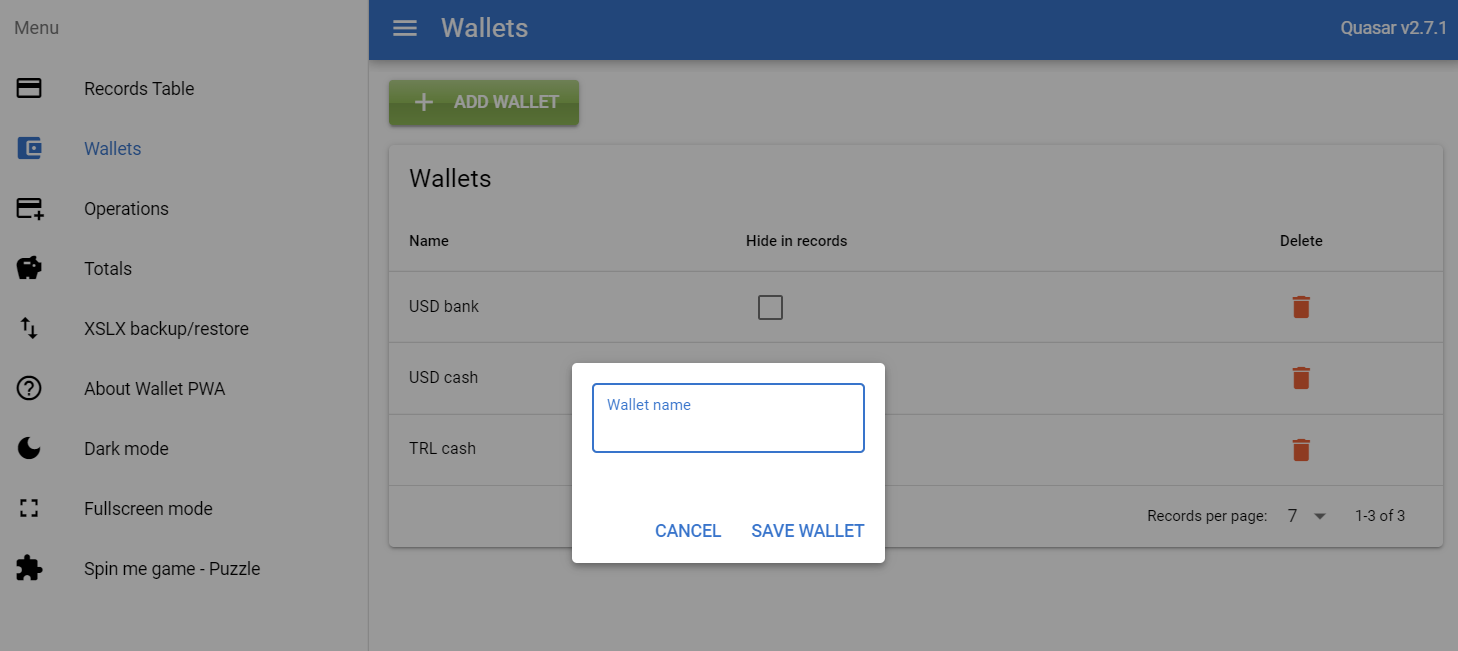 Menu
Records Table
Wallets
Operations
Totals
XSLX backup/restore
About Wallet PWA
Dark mode
Fullscreen mode
Spin me game - Puzzle
Wallets
Quasar v2.7.1
ADD WALLET
Wallets
Name Hide in records Delete
USD bank
USD cash
TRL cash
Records per page: 7 1-3 of 3
Wallet name
CANCEL SAVE WALLET